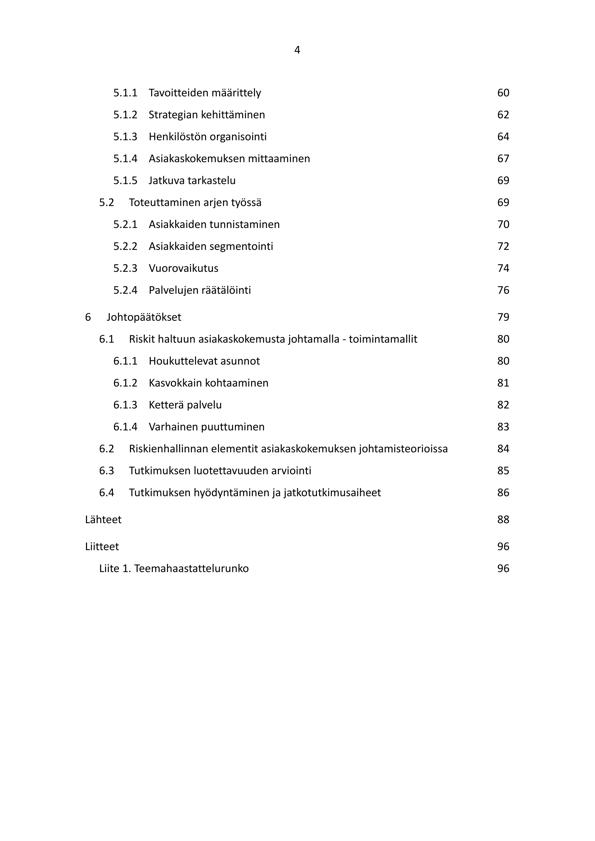 4
5.1.1 Tavoitteiden määrittely 60
5.1.2 Strategian kehittäminen 62
5.1.3 Henkilöstön organisointi 64
5.1.4 Asiakaskokemuksen mittaaminen 67
5.1.5 Jatkuva tarkastelu 69
5.2 Toteuttaminen arjen työssä 69
5.2.1 Asiakkaiden tunnistaminen 70
5.2.2 Asiakkaiden segmentointi 72
5.2.3 Vuorovaikutus 74
5.2.4 Palvelujen räätälöinti 76
6 Johtopäätökset 79
6.1 Riskit haltuun asiakaskokemusta johtamalla - toimintamallit 80
6.1.1 Houkuttelevat asunnot 80
6.1.2 Kasvokkain kohtaaminen 81
6.1.3 Ketterä palvelu 82
6.1.4 Varhainen puuttuminen 83
6.2 Riskienhallinnan elementit asiakaskokemuksen johtamisteorioissa 84
6.3 Tutkimuksen luotettavuuden arviointi 85
6.4 Tutkimuksen hyödyntäminen ja jatkotutkimusaiheet 86
Lähteet 88
Liitteet 96
Liite 1. Teemahaastattelurunko 96